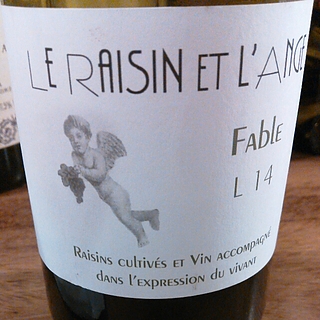 LE RAISIN ET L'ANGE
FABLE
L 14
RAISINS CULTIVÉS ET VIN ACCOMPAGNÉ
DANS L'EXPRESSION DU VIVANT